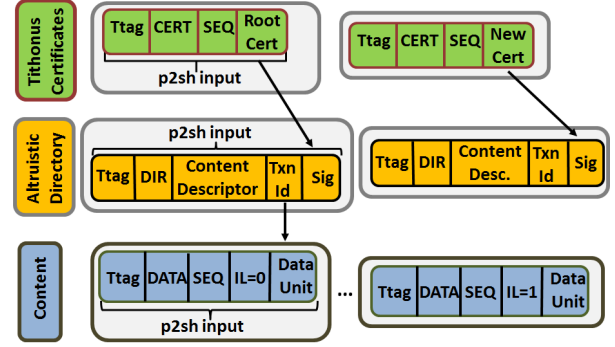 Tithonus
Certificates
Ttag CERT SEQ Root
Cert
p2sh input
Ttag CERT SEQ New
Cert
Altruistic
Directory
p2sh input
Ttag DIR Content
Descriptor Txn
Id Sig
Ttag DIR Content
Desc. Txn
Id Sig
Content
Ttag DATA SEQ IL=0 Data
Unit
p2sh input
...
Ttag DATA SEQ IL=1 Data
Unit